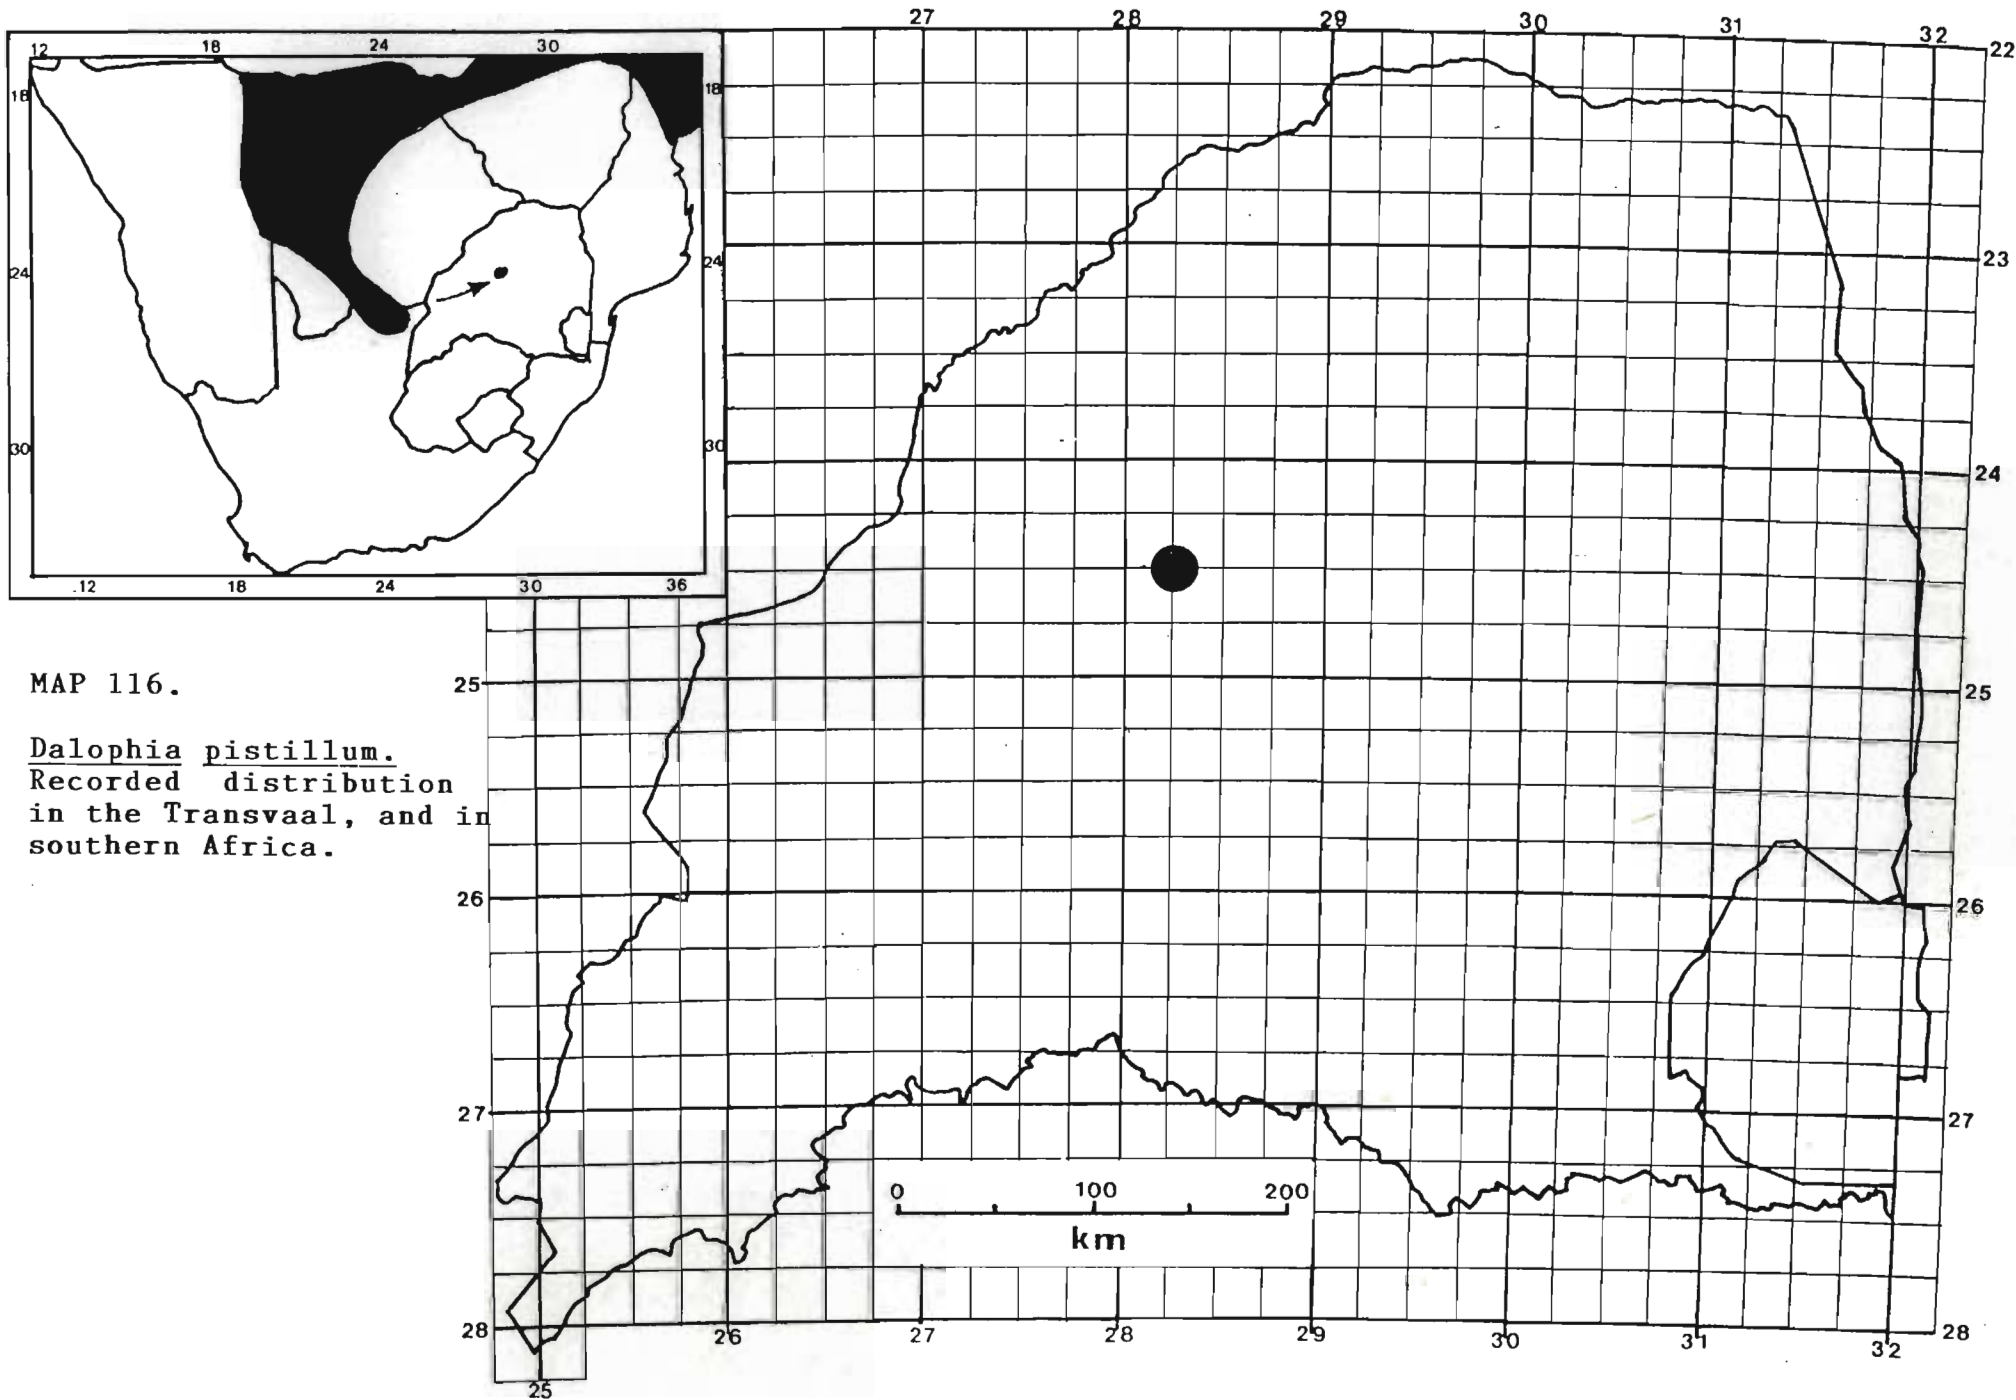 27 28 29 30 31 32
22
12 18 24 30
18 18
24 24
30 30
.12 18 24 30 36
23
24
25 25
26 26
27 27
28 28
MAP 116.
Dalophia pistillum.
Recorded distribution
in the Transvaal, and in
southern Africa.
0 100 200
km
25 26 27 28 29 30 31 32